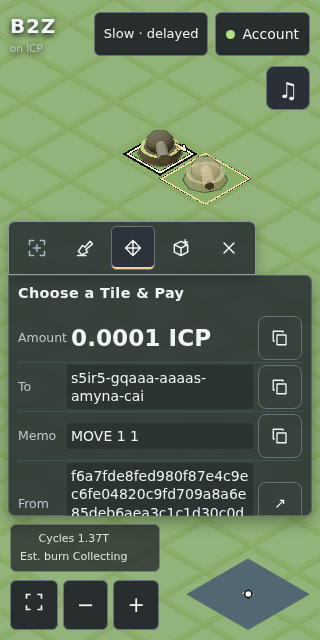 B2Z
on ICP
Slow · delayed
Account
Choose a Tile & Pay
Amount 0.0001 ICP
To
s5ir5-gqaaa-aaaas-
amyna-cai
Memo MOVE 1 1
From
f6a7fde8fed980f87e4c9e
c6fe04820c9fd709a8a6e
85deb6aea3c1c1d30c0d
Cycles 1.37T
Est. burn Collecting